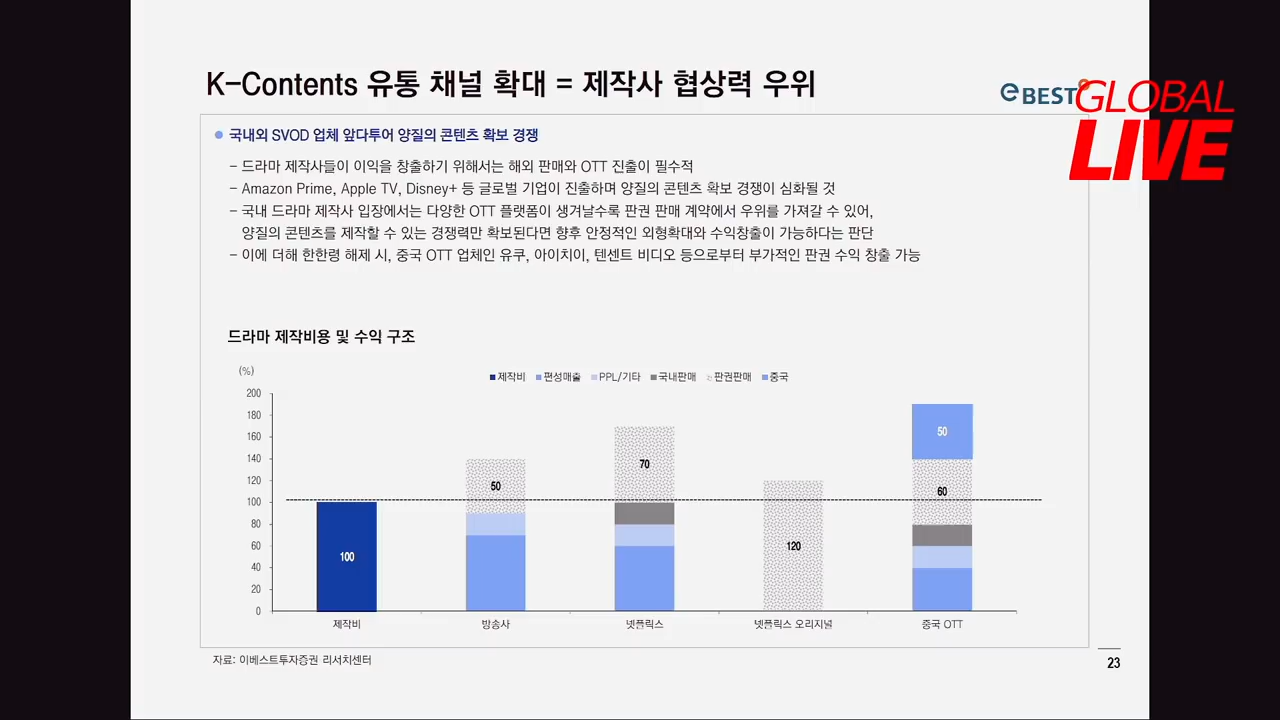 K-Contents 유통 채널 확대 = 제작사 협상력 우위
eBEST
GLOBAL
LIVE
국내외 SVOD 업체 앞다투어 양질의 콘텐츠 확보 경쟁
- 드라마 제작사들이 이익을 창출하기 위해서는 해외 판매와 OTT 진출이 필수적
- Amazon Prime, Apple TV, Disney+ 등 글로벌 기업이 진출하며 양질의 콘텐츠 확보 경쟁이 심화될 것
- 국내 드라마 제작사 입장에서는 다양한 OTT 플랫폼이 생겨날수록 판권 판매 계약에서 우위를 가져갈 수 있어,
양질의 콘텐츠를 제작할 수 있는 경쟁력만 확보된다면 향후 안정적인 외형확대와 수익창출이 가능하다는 판단
- 이에 더해 한한령 해제 시, 중국 OTT 업체인 유쿠, 아이치이, 텐센트 비디오 등으로부터 부가적인 판권 수익 창출 가능
드라마 제작비용 및 수익 구조
(%)
제작비 편성매출 PPL/기타 국내판매 판권판매 중국
200
180
160
140
120
100
80
60
40
20
0
100
50
70
120
50
60
제작비 방송사 넷플릭스 넷플릭스 오리지널 중국 OTT
자료: 이베스트투자증권 리서치센터
23